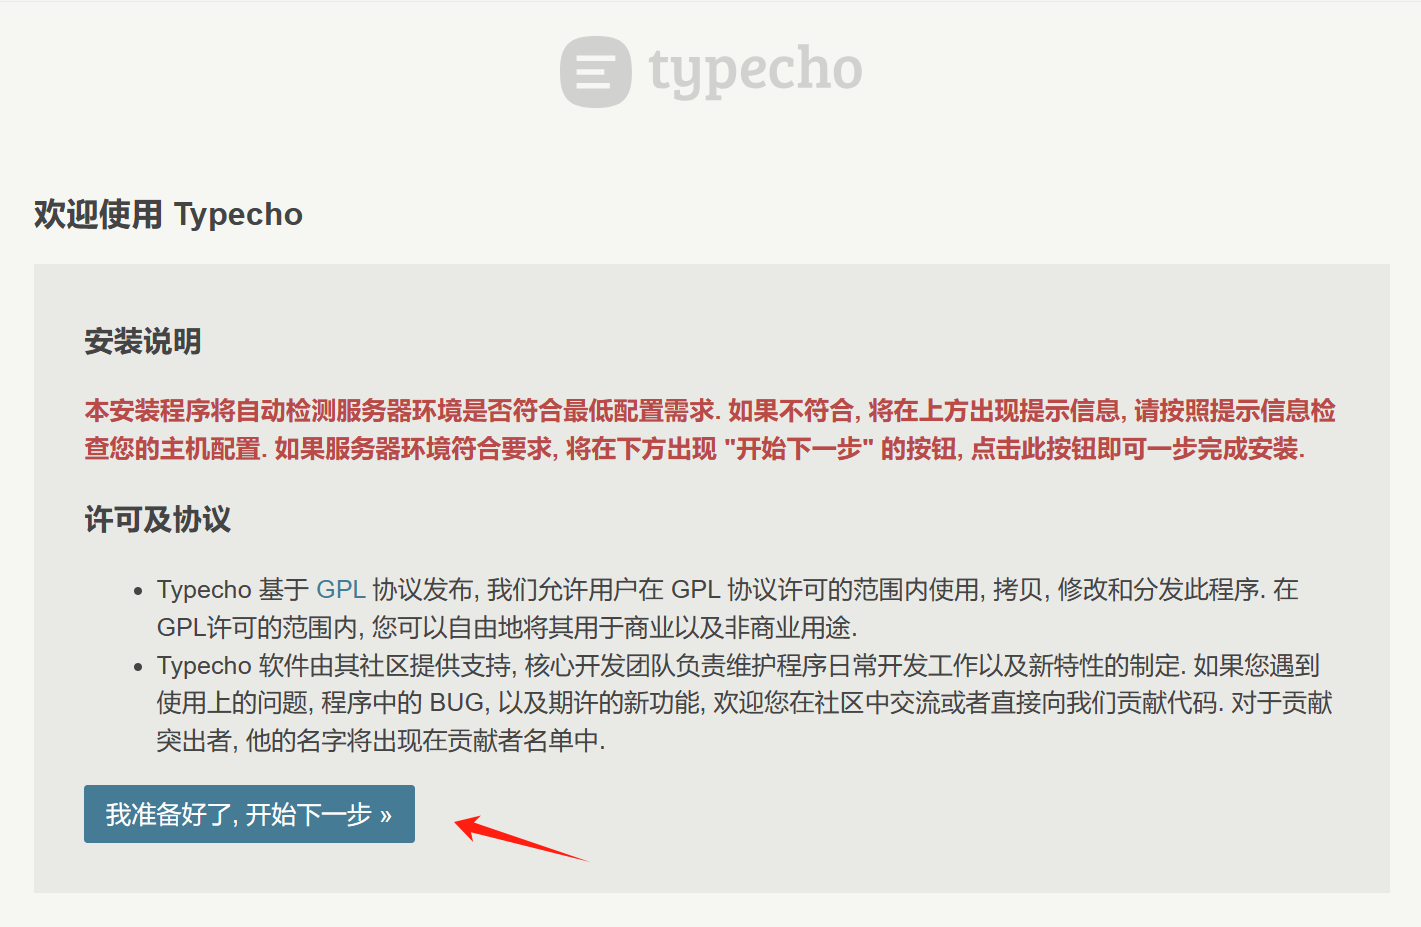 typecho
欢迎使用 Typecho
安装说明
本安装程序将自动检测服务器环境是否符合最低配置需求. 如果不符合, 将在上方出现提示信息, 请按照提示信息检
查您的主机配置. 如果服务器环境符合要求, 将在下方出现 "开始下一步" 的按钮, 点击此按钮即可一步完成安装.
许可及协议
• Typecho 基于 GPL 协议发布, 我们允许用户在 GPL 协议许可的范围内使用, 拷贝, 修改和分发此程序. 在
GPL许可的范围内, 您可以自由地将其用于商业以及非商业用途.
• Typecho 软件由其社区提供支持, 核心开发团队负责维护程序日常开发工作以及新特性的制定. 如果您遇到
使用上的问题, 程序中的 BUG, 以及期许的新功能, 欢迎您在社区中交流或者直接向我们贡献代码. 对于贡献
突出者, 他的名字将出现在贡献者名单中.
我准备好了, 开始下一步 »